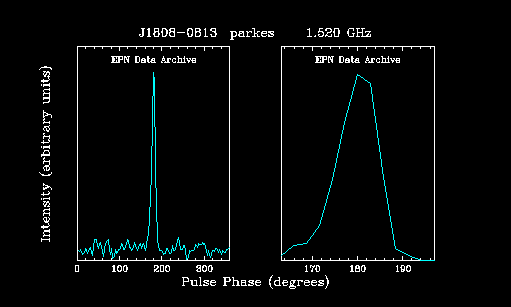 J1808-0813 parkes 1.520 GHz
EPN Data Archive EPN Data Archive
Intensity (arbitrary units)
0 100 200 300 170 180 190
Pulse Phase (degrees)